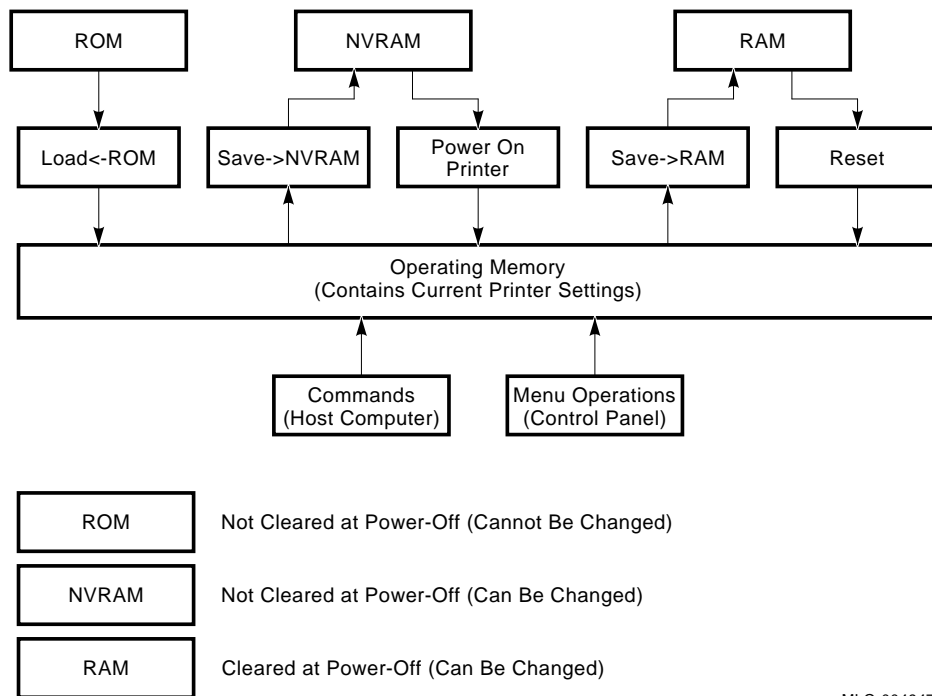 ROM
NVRAM
RAM
Load<-ROM
Save->NVRAM
Power On
Printer
Save->RAM
Reset
Operating Memory
(Contains Current Printer Settings)
Commands
(Host Computer)
Menu Operations
(Control Panel)
ROM
Not Cleared at Power-Off (Cannot Be Changed)
NVRAM
Not Cleared at Power-Off (Can Be Changed)
RAM
Cleared at Power-Off (Can Be Changed)